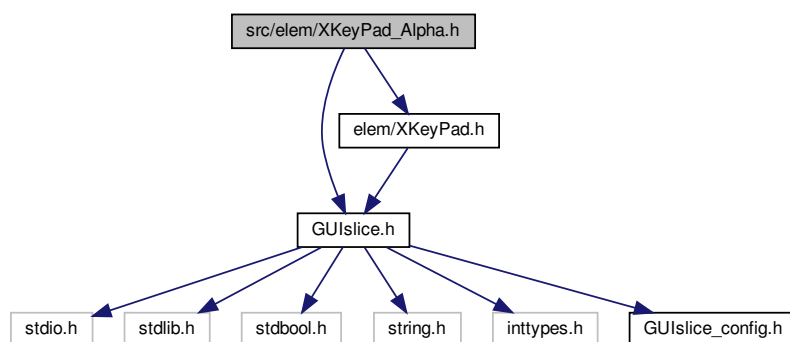 src/elem/XKeyPad_Alpha.h
elem/XKeyPad.h
GUIslice.h
stdio.h
stdlib.h
stdbool.h
string.h
inttypes.h
GUIslice_config.h